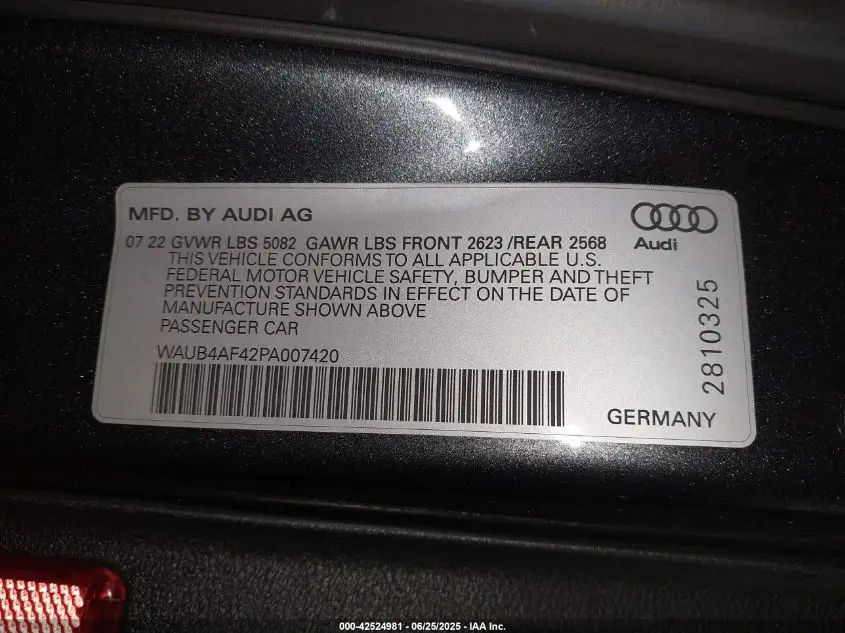 MFD. BY AUDI AG
Audi
07 22 GVWR LBS 5082 GAWR LBS FRONT 2623 /REAR 2568
THIS VEHICLE CONFORMS TO ALL APPLICABLE U.S.
FEDERAL MOTOR VEHICLE SAFETY, BUMPER AND THEFT
PREVENTION STANDARDS IN EFFECT ON THE DATE OF
MANUFACTURE SHOWN ABOVE
PASSENGER CAR
WAUB4AF42PA007420
2810325
GERMANY
000-42524981 - 06/25/2025 - IAA Inc.